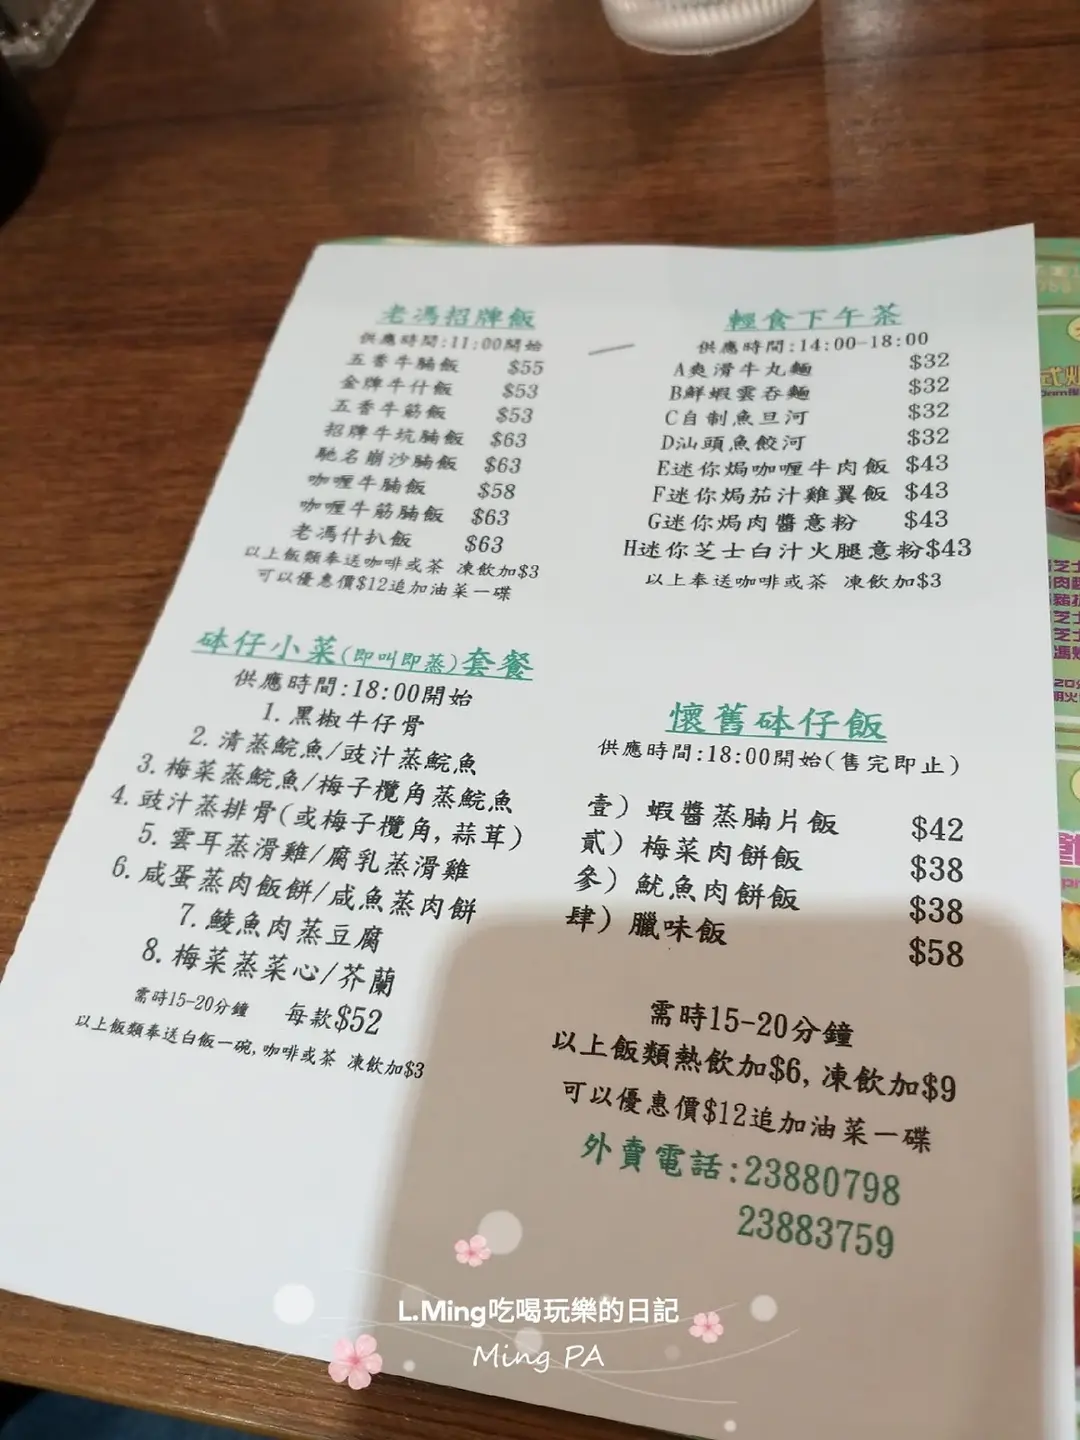 老馮招牌飯
供應時間:11:00開始
五香牛腩飯 $55
金牌牛什飯 $53
五香牛筋飯 $53
招牌牛坑腩飯 $63
馳名崩沙腩飯 $63
咖喱牛腩飯 $58
咖喱牛筋腩飯 $63
老馮什扒飯 $63
以上飯類奉送咖啡或茶 凍飲加$3
可以優惠價$12追加油菜一碟
輕食下午茶
供應時間:14:00-18:00
A爽滑牛丸麵 $32
B鮮蝦雲吞麵 $32
C自制魚旦河 $32
D汕頭魚餃河 $32
E迷你焗咖喱牛肉飯 $43
F迷你焗茄汁雞翼飯 $43
G迷你焗肉醬意粉 $43
H迷你芝士白汁火腿意粉$43
以上奉送咖啡或茶 凍飲加$3
砵仔小菜(即叫即蒸)套餐
供應時間:18:00開始
1.黑椒牛仔骨
2.清蒸鯇魚/豉汁蒸鯇魚
3.梅菜蒸鯇魚/梅子欖角蒸鯇魚
4.豉汁蒸排骨(或梅子欖角,蒜茸)
5.雲耳蒸滑雞/腐乳蒸滑雞
6.咸蛋蒸肉飯餅/咸魚蒸肉餅
7.鯪魚肉蒸豆腐
8.梅菜蒸菜心/芥蘭
需時15-20分鐘 每款$52
以上飯類奉送白飯一碗,咖啡或茶 凍飲加$3
懷舊砵仔飯
供應時間:18:00開始(售完即止)
壹) 蝦醬蒸腩片飯 $42
貳) 梅菜肉餅飯 $38
參) 魷魚肉餅飯 $38
肆) 臘味飯 $58
需時15-20分鐘
以上飯類熱飲加$6,凍飲加$9
可以優惠價$12追加油菜一碟
外賣電話:23880798
23883759
L.Ming吃喝玩樂的日記
Ming PA